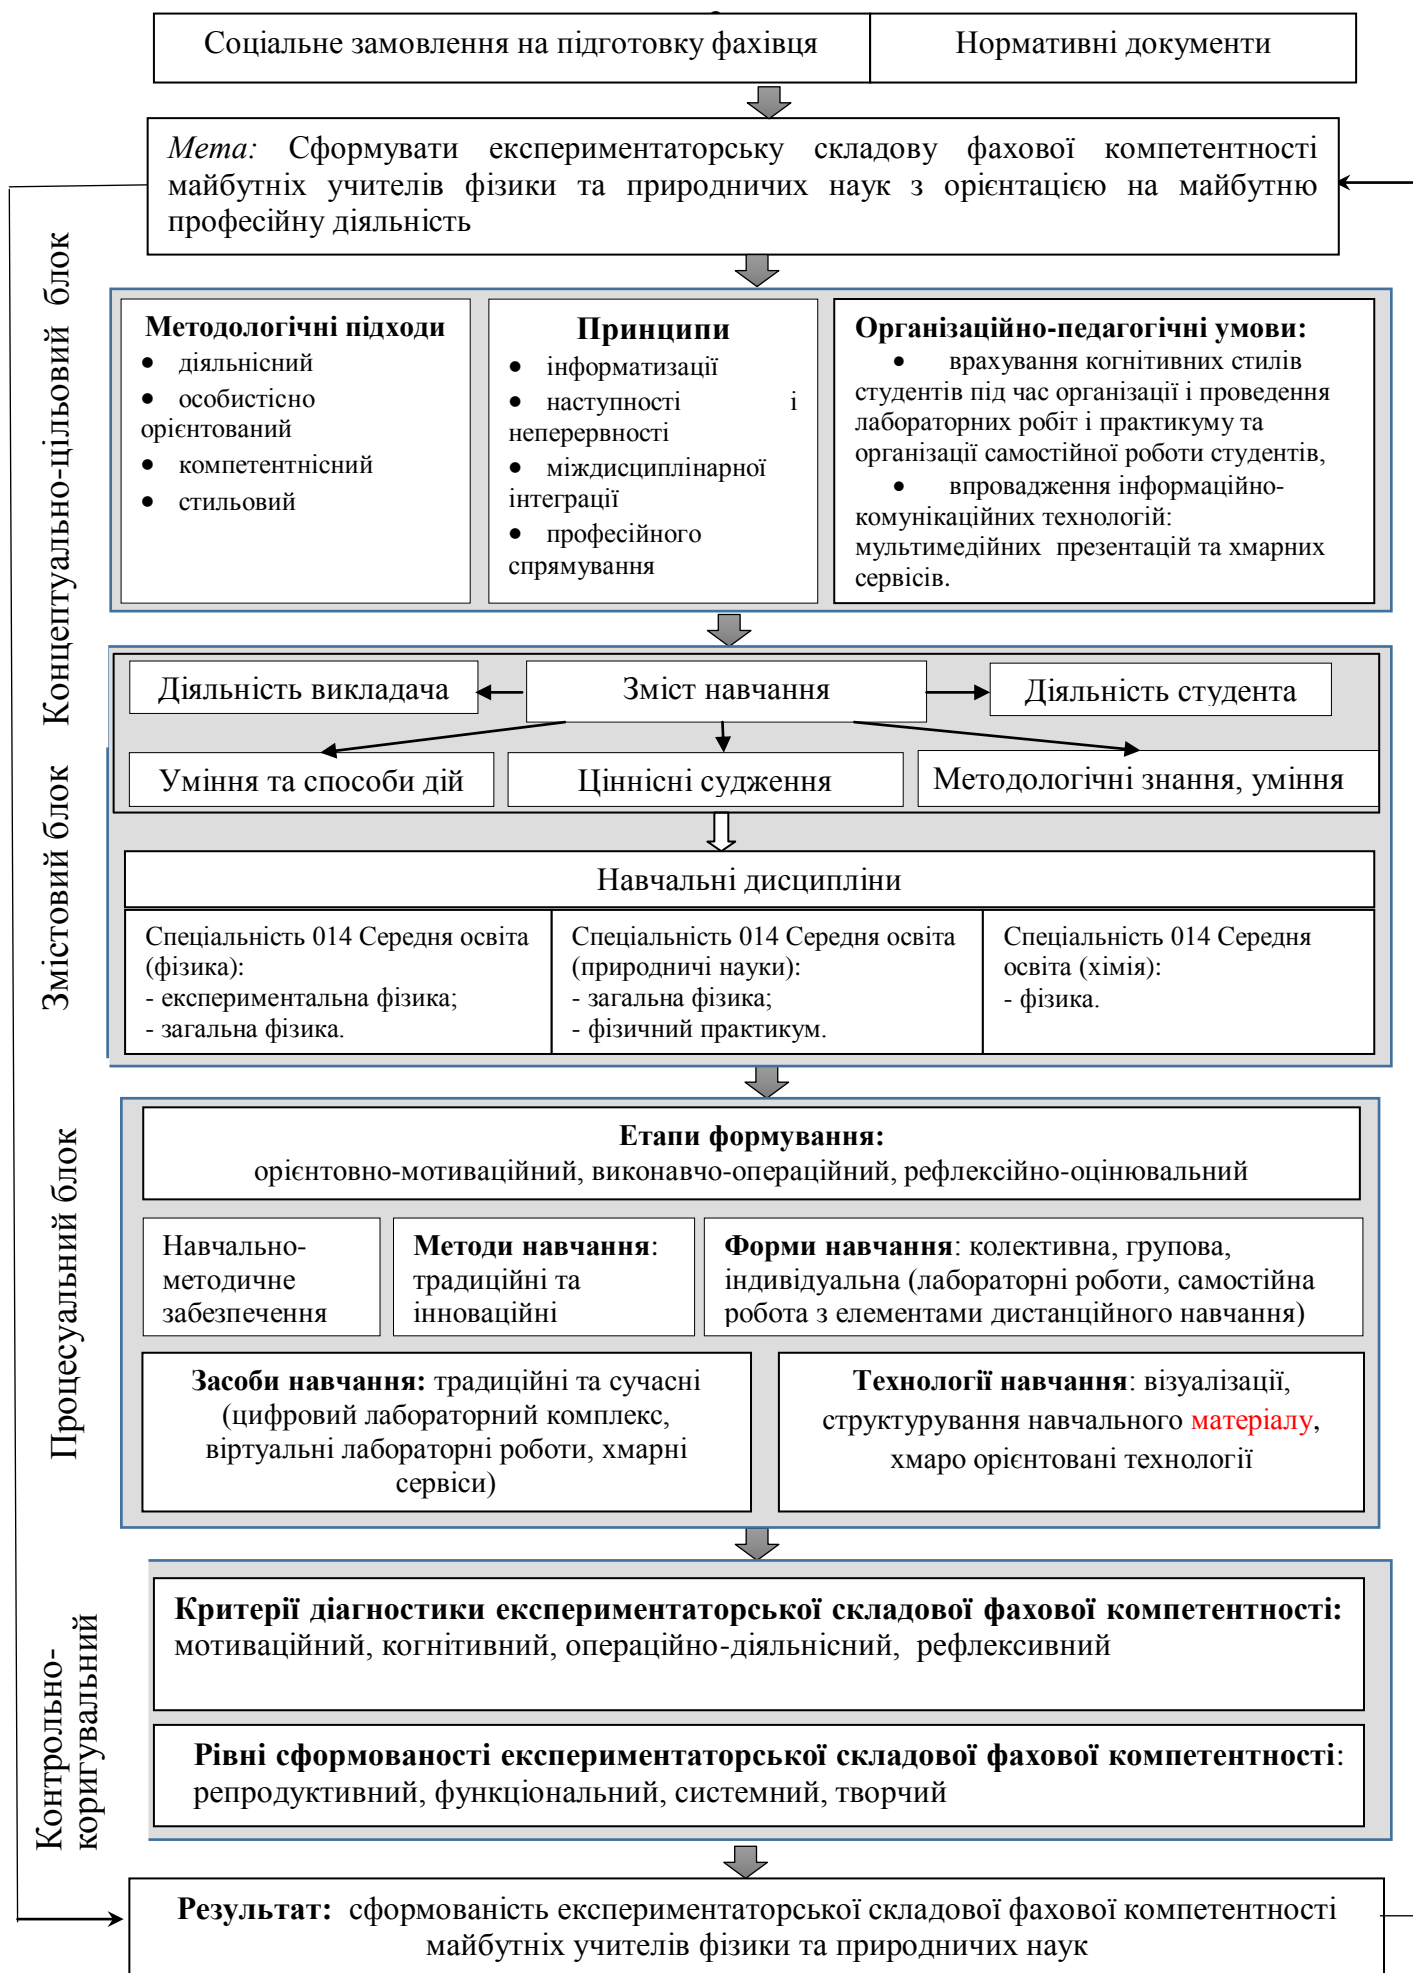 Соціальне замовлення на підготовку фахівця
Нормативні документи
Мета: Сформувати експериментаторську складову фахової компетентності
майбутніх учителів фізики та природничих наук з орієнтацією на майбутню
професійну діяльність
Концептуально-цільовий блок
Методологічні підходи
• діяльнісний
• особистісно
орієнтований
• компетентнісний
• стильовий
Принципи
• інформатизації
• наступності і
неперервності
• міждисциплінарної
інтеграції
• професійного
спрямування
Організаційно-педагогічні умови:
• врахування когнітивних стилів
студентів під час організації і проведення
лабораторних робіт і практикуму та
організації самостійної роботи студентів,
• впровадження інформаційно-
комунікаційних технологій:
мультимедійних презентацій та хмарних
сервісів.
Змістовий блок
Діяльність викладача
Зміст навчання
Діяльність студента
Уміння та способи дій
Ціннісні судження
Методологічні знання, уміння
Навчальні дисципліни
Спеціальність 014 Середня освіта
(фізика):
- експериментальна фізика;
- загальна фізика.
Спеціальність 014 Середня освіта
(природничі науки):
- загальна фізика;
- фізичний практикум.
Спеціальність 014 Середня
освіта (хімія):
- фізика.
Процесуальний блок
Етапи формування:
орієнтовно-мотиваційний, виконавчо-операційний, рефлексійно-оцінювальний
Навчально-
методичне
забезпечення
Методи навчання:
традиційні та
інноваційні
Форми навчання: колективна, групова,
індивідуальна (лабораторні роботи, самостійна
робота з елементами дистанційного навчання)
Засоби навчання: традиційні та сучасні
(цифровий лабораторний комплекс,
віртуальні лабораторні роботи, хмарні
сервіси)
Технології навчання: візуалізації,
структурування навчального матеріалу,
хмаро орієнтовані технології
Контрольно-
коригувальний
Критерії діагностики експериментаторської складової фахової компетентності:
мотиваційний, когнітивний, операційно-діяльнісний, рефлексивний
Рівні сформованості експериментаторської складової фахової компетентності:
репродуктивний, функціональний, системний, творчий
Результат: сформованість експериментаторської складової фахової компетентності
майбутніх учителів фізики та природничих наук